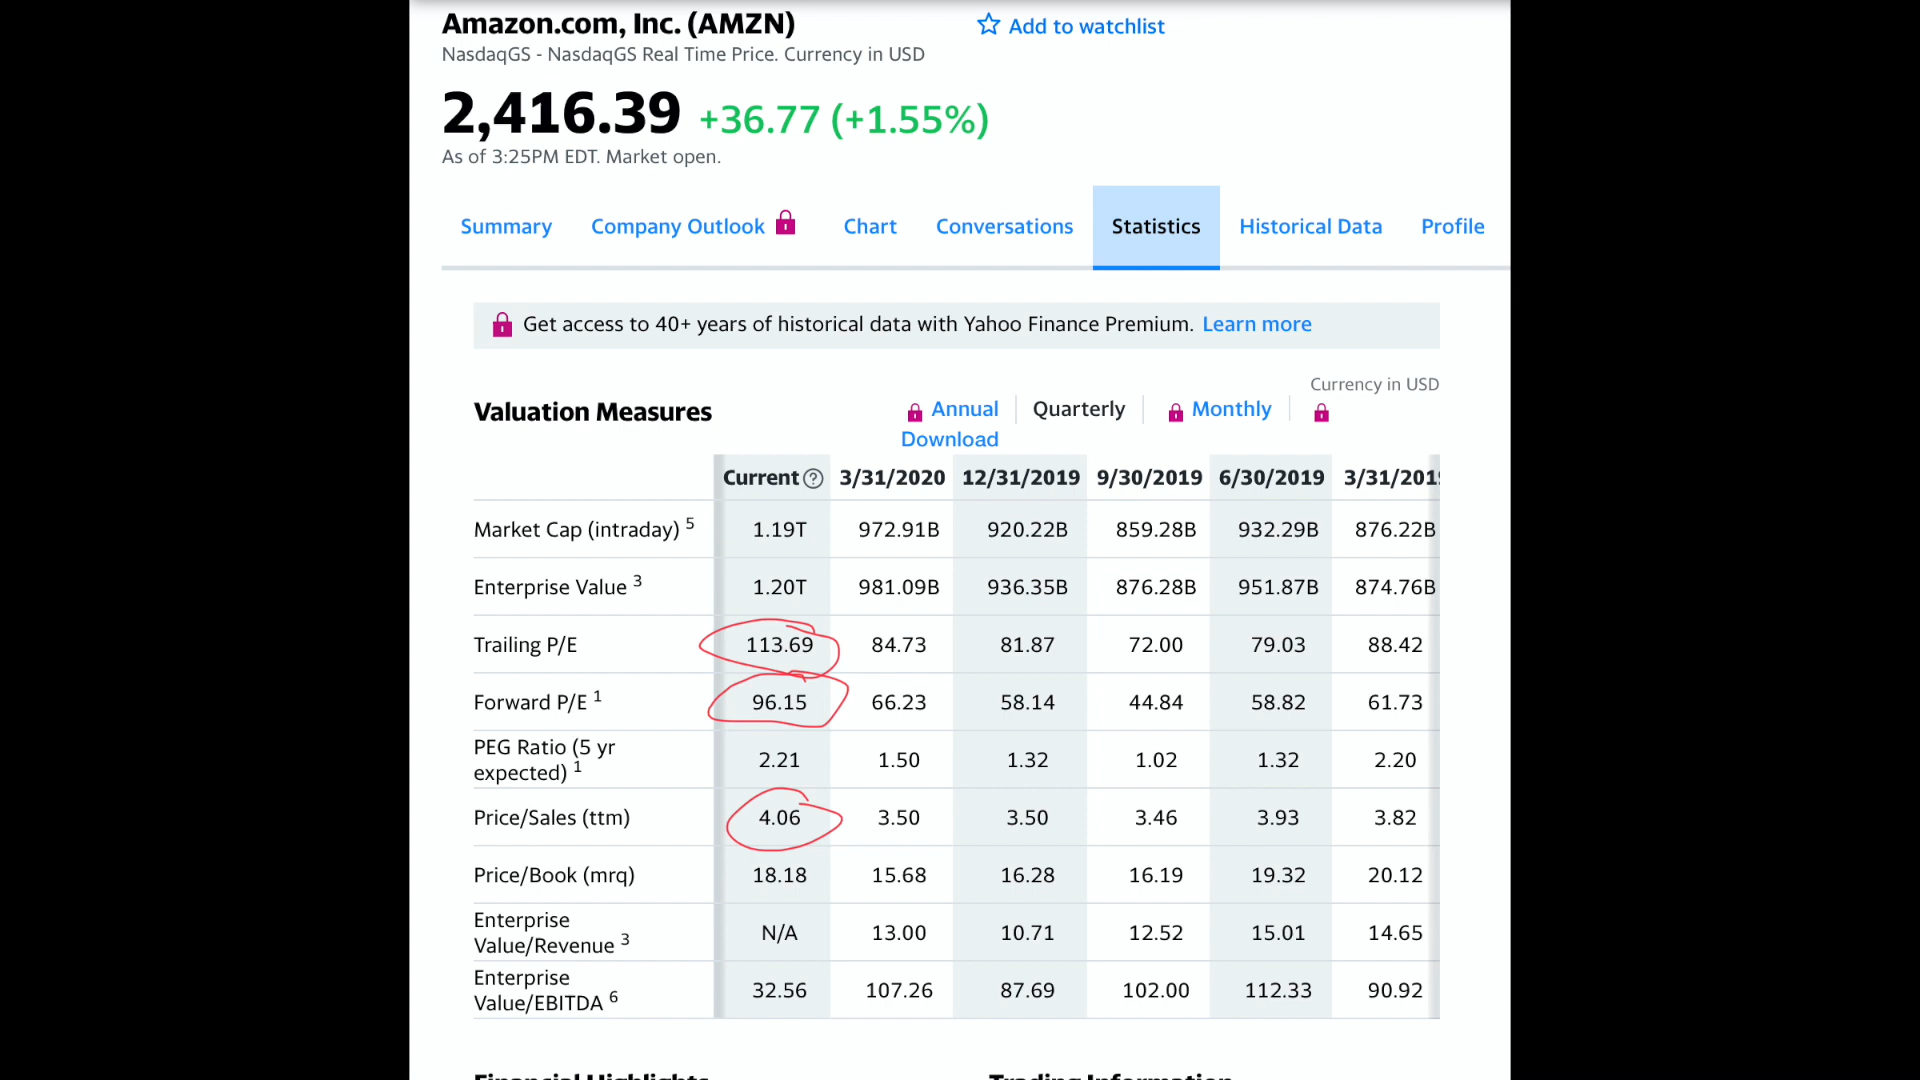 Amazon.com, Inc. (AMZN)
Add to watchlist
NasdaqGS - NasdaqGS Real Time Price. Currency in USD
2,416.39 +36.77 (+1.55%)
As of 3:25PM EDT. Market open.
Summary Company Outlook Chart Conversations Statistics Historical Data Profile
Get access to 40+ years of historical data with Yahoo Finance Premium. Learn more
Currency in USD
Valuation Measures Annual Quarterly Monthly
Download
Current ? 3/31/2020 12/31/2019 9/30/2019 6/30/2019 3/31/201
Market Cap (intraday) 5 1.19T 972.91B 920.22B 859.28B 932.29B 876.22B
Enterprise Value 3 1.20T 981.09B 936.35B 876.28B 951.87B 874.76B
Trailing P/E 113.69 84.73 81.87 72.00 79.03 88.42
Forward P/E 1 96.15 66.23 58.14 44.84 58.82 61.73
PEG Ratio (5 yr
expected) 1 2.21 1.50 1.32 1.02 1.32 2.20
Price/Sales (ttm) 4.06 3.50 3.50 3.46 3.93 3.82
Price/Book (mrq) 18.18 15.68 16.28 16.19 19.32 20.12
Enterprise
Value/Revenue 3 N/A 13.00 10.71 12.52 15.01 14.65
Enterprise
Value/EBITDA 6 32.56 107.26 87.69 102.00 112.33 90.92
Financial Highlights Trading Information